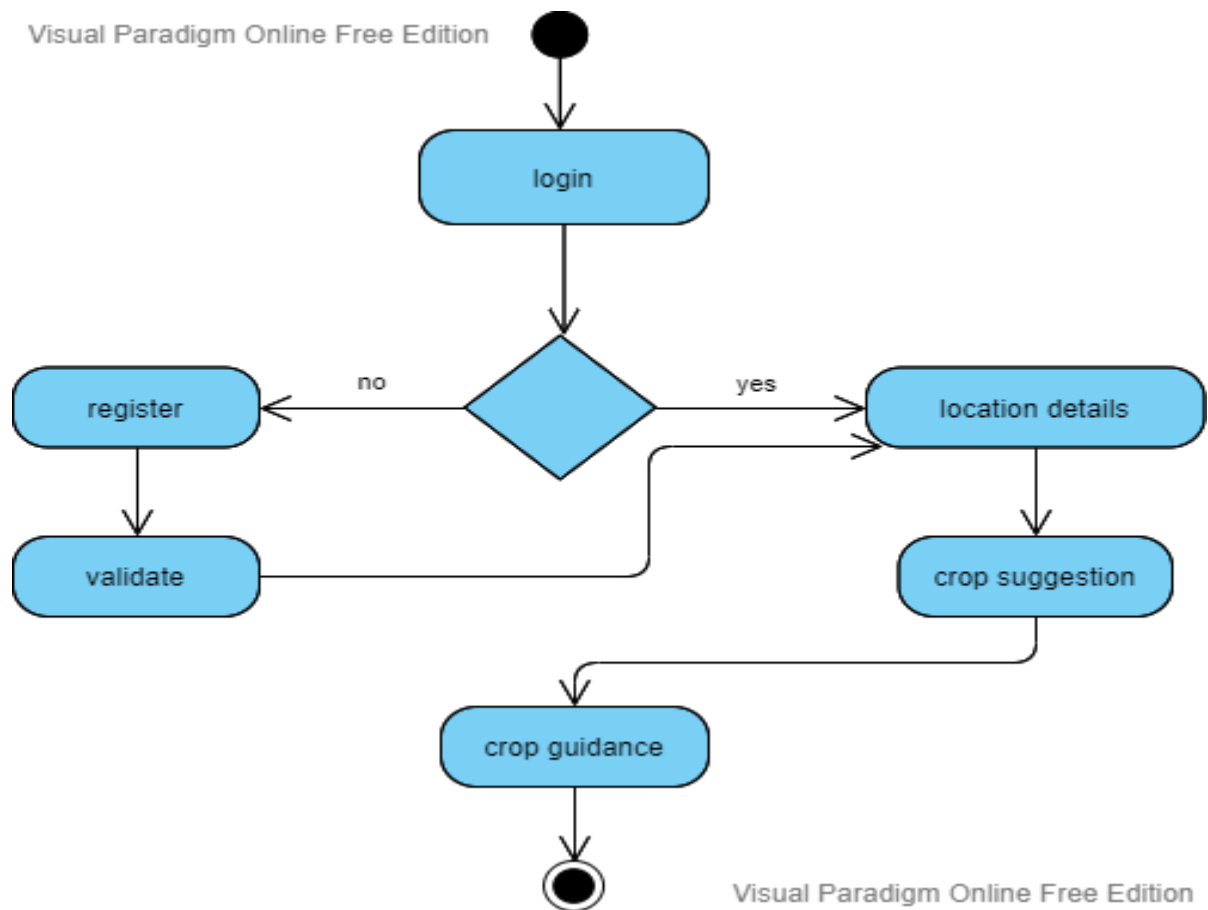 Visual Paradigm Online Free Edition
login
no
yes
register
location details
validate
crop suggestion
crop guidance
Visual Paradigm Online Free Edition